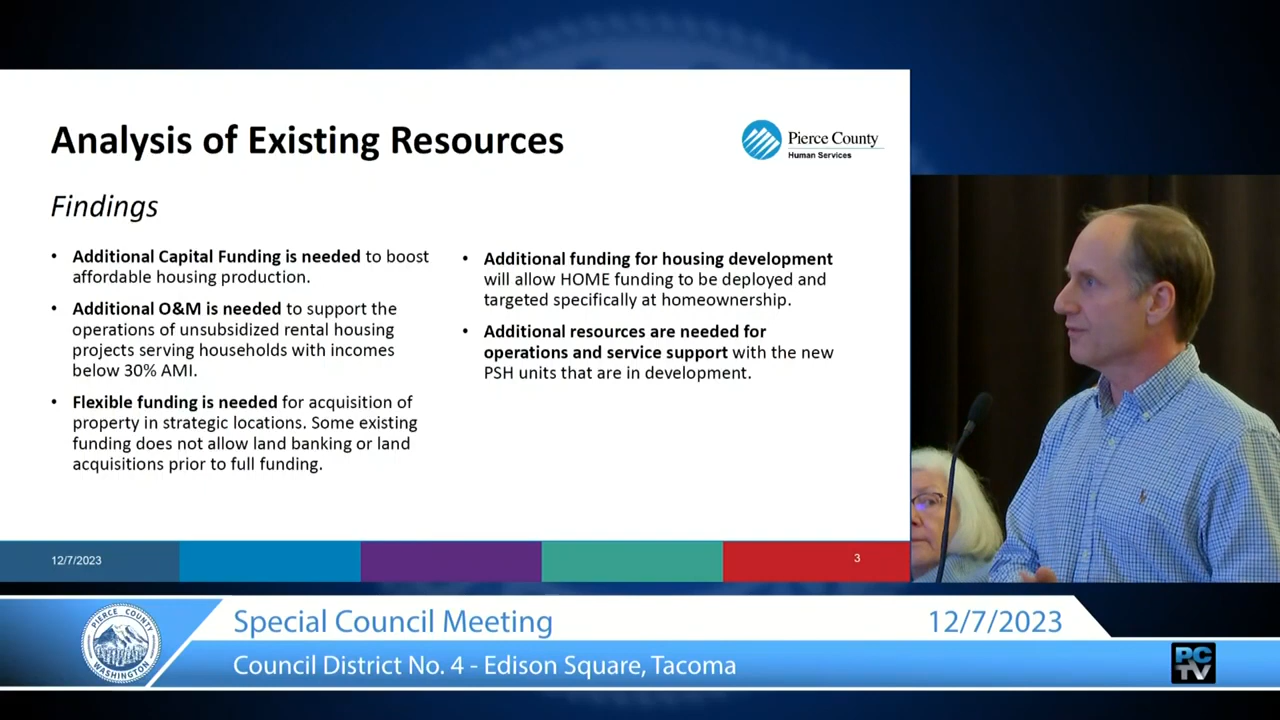 Analysis of Existing Resources
Pierce County
Human Services
Findings
• Additional Capital Funding is needed to boost
affordable housing production.
• Additional O&M is needed to support the
operations of unsubsidized rental housing
projects serving households with incomes
below 30% AMI.
• Flexible funding is needed for acquisition of
property in strategic locations. Some existing
funding does not allow land banking or land
acquisitions prior to full funding.
• Additional funding for housing development
will allow HOME funding to be deployed and
targeted specifically at homeownership.
• Additional resources are needed for
operations and service support with the new
PSH units that are in development.
12/7/2023
3
PIERCE COUNTY
WASHINGTON
Special Council Meeting
12/7/2023
Council District No. 4 - Edison Square, Tacoma
PC
TV